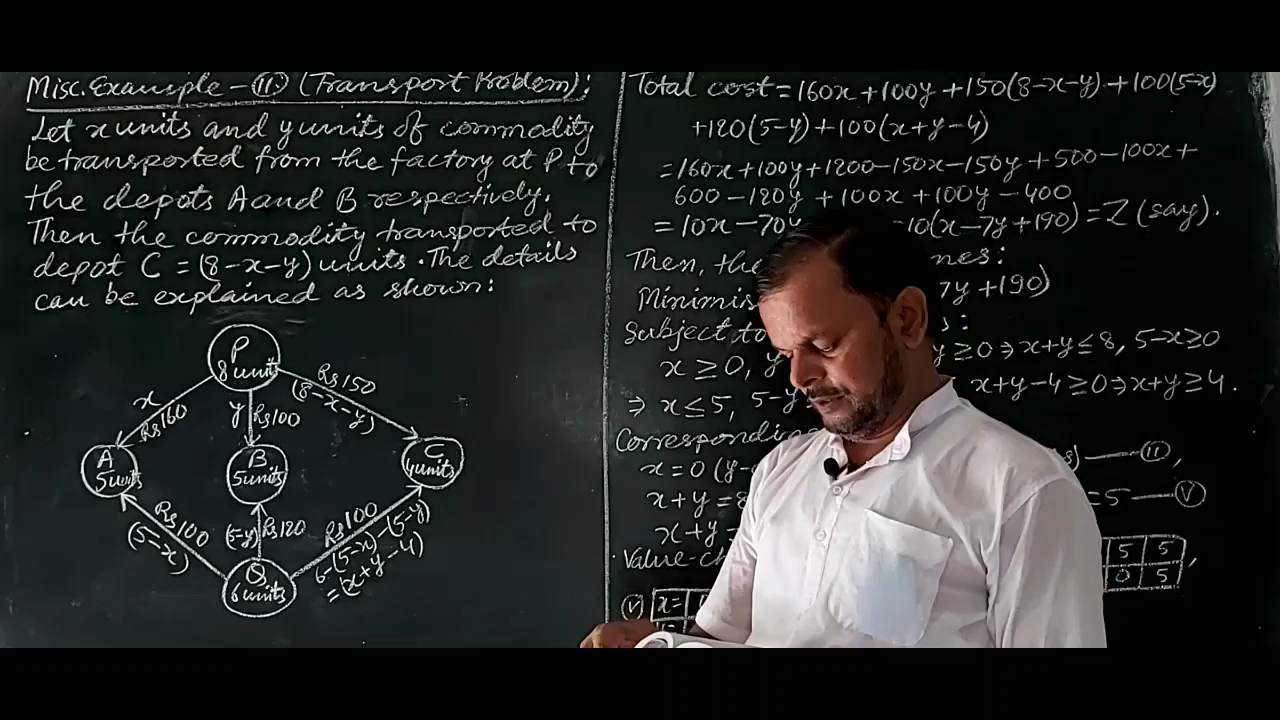 Misc. Example - (11) (Transport Problem):
Let x units and y units of commodity
be transported from the factory at P to
the depots A and B respectively.
Then the commodity transported to
depot C = (8-x-y) units. The details
can be explained as shown:
P
8 units
x
Rs 160
y
Rs 100
Rs 150
(8-x-y)
A
5 units
B
5 units
C
4 units
Rs 100
(5-x)
(5-y)
Rs 120
Rs 100
6-(5-x)-(5-y)
=(x+y-4)
Q
6 units
Total cost = 160x + 100y + 150(8-x-y) + 100(5-x)
+120(5-y) + 100(x+y-4)
= 160x + 100y + 1200 - 150x - 150y + 500 - 100x +
600 - 120y + 100x + 100y - 400
= 10x - 70y 10(x - 7y + 190) = Z (say).
Then, the mes:
Minimis 7y + 190)
Subject to s:
x ≥ 0, y y ≥ 0 ⇒ x+y ≤ 8, 5-x ≥ 0
⇒ x ≤ 5, 5-y x+y-4 ≥ 0 ⇒ x+y ≥ 4.
Corresponding
x = 0 (y- s) — (II),
x + y = 8 = 5 — (V)
x + y =
Value-ch 5 5
0 5,
(V) x =